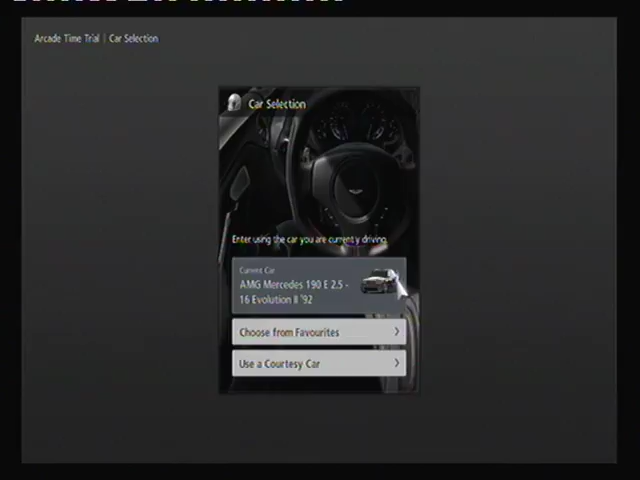 Arcade Time Trial | Car Selection
Car Selection
Enter using the car you are currently driving.
Current Car
AMG Mercedes 190 E 2.5 -
16 Evolution II '92
Choose from Favourites
Use a Courtesy Car